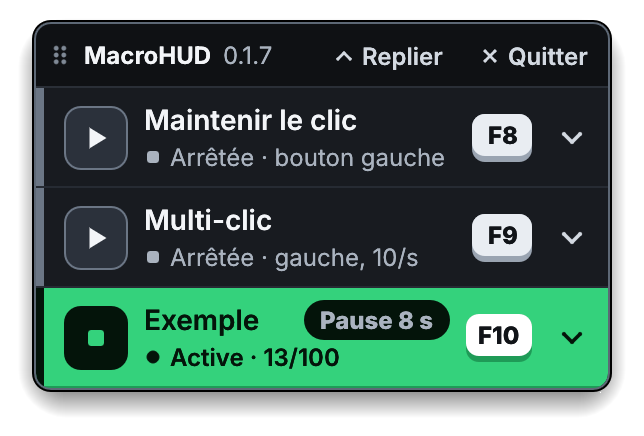 MacroHUD 0.1.7 Replier Quitter
Maintenir le clic
Arrêtée · bouton gauche
F8
Multi-clic
Arrêtée · gauche, 10/s
F9
Exemple
Pause 8 s
Active · 13/100
F10